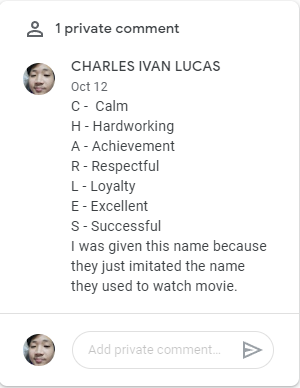 1 private comment
CHARLES IVAN LUCAS
Oct 12
C -  Calm
H - Hardworking
A - Achievement
R - Respectful
L - Loyalty
E - Excellent
S - Successful
I was given this name because
they just imitated the name
they used to watch movie.
Add private comment...